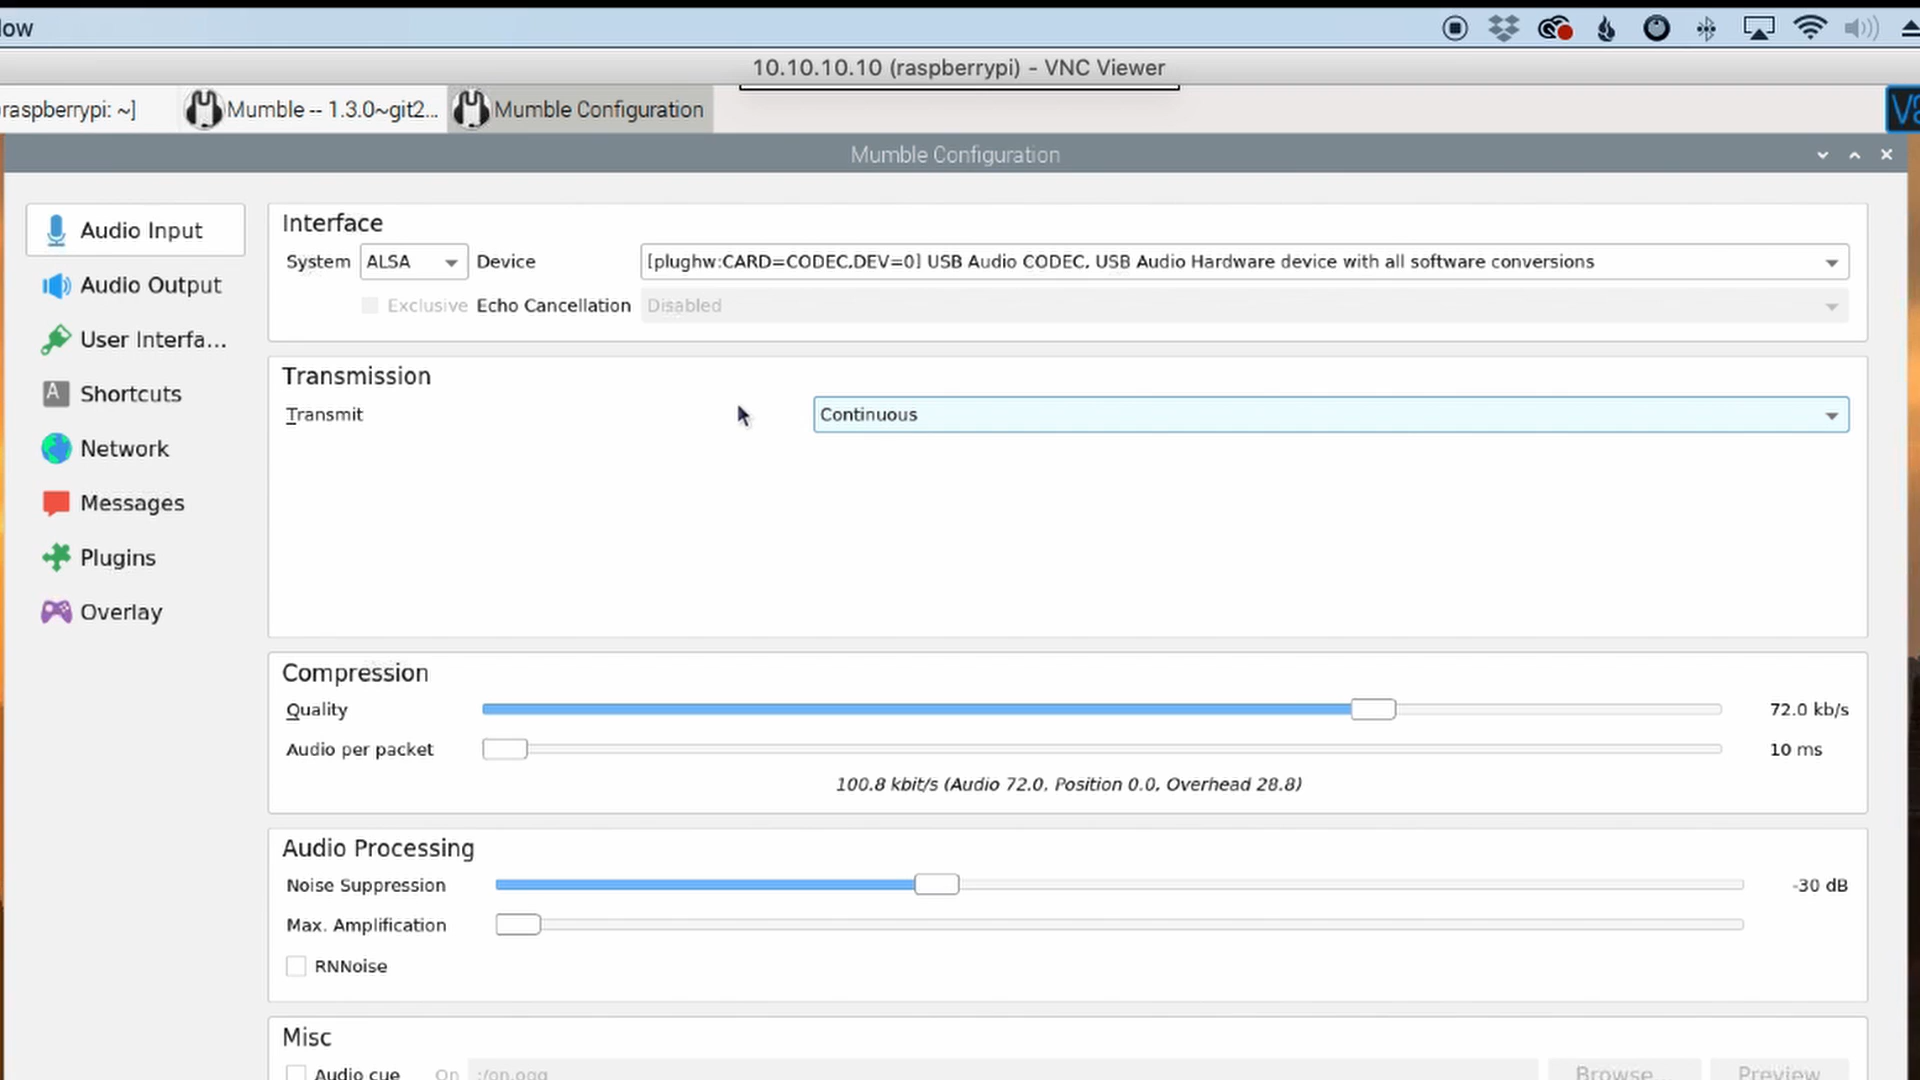 low
10.10.10.10 (raspberrypi) - VNC Viewer
raspberrypi: ~]
Mumble -- 1.3.0~git2...
Mumble Configuration
Mumble Configuration
Audio Input
Audio Output
User Interfa...
Shortcuts
Network
Messages
Plugins
Overlay
Interface
System ALSA Device [plughw:CARD=CODEC,DEV=0] USB Audio CODEC, USB Audio Hardware device with all software conversions
Exclusive Echo Cancellation Disabled
Transmission
Transmit Continuous
Compression
Quality 72.0 kb/s
Audio per packet 10 ms
100.8 kbit/s (Audio 72.0, Position 0.0, Overhead 28.8)
Audio Processing
Noise Suppression -30 dB
Max. Amplification
RNNoise
Misc
Audio cue On :/on.ogg Browse... Preview